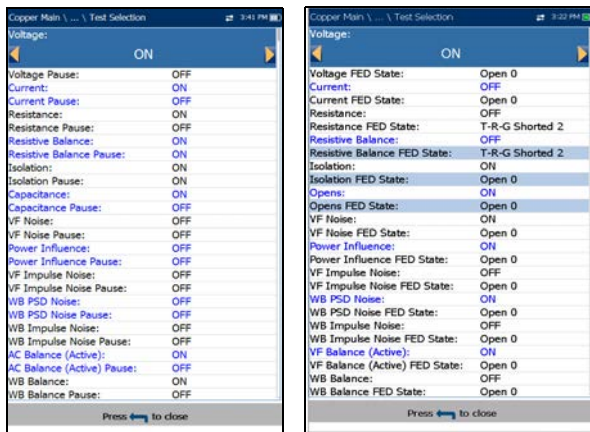 Copper Main \ ... \ Test Selection 3:41 PM
Voltage:
ON
Voltage Pause: OFF
Current: ON
Current Pause: OFF
Resistance: ON
Resistance Pause: OFF
Resistive Balance: ON
Resistive Balance Pause: ON
Isolation: ON
Isolation Pause: OFF
Capacitance: ON
Capacitance Pause: OFF
VF Noise: OFF
VF Noise Pause: OFF
Power Influence: OFF
Power Influence Pause: OFF
VF Impulse Noise: OFF
VF Impulse Noise Pause: OFF
WB PSD Noise: OFF
WB PSD Noise Pause: OFF
WB Impulse Noise: OFF
WB Impulse Noise Pause: OFF
AC Balance (Active): ON
AC Balance (Active) Pause: OFF
WB Balance: ON
WB Balance Pause: OFF
Press to close
Copper Main \ ... \ Test Selection 3:22 PM
Voltage:
ON
Voltage FED State: Open 0
Current: OFF
Current FED State: Open 0
Resistance: OFF
Resistance FED State: T-R-G Shorted 2
Resistive Balance: OFF
Resistive Balance FED State: T-R-G Shorted 2
Isolation: ON
Isolation FED State: Open 0
Opens: ON
Opens FED State: Open 0
VF Noise: ON
VF Noise FED State: Open 0
Power Influence: ON
Power Influence FED State: Open 0
VF Impulse Noise: OFF
VF Impulse Noise FED State: Open 0
WB PSD Noise: ON
WB PSD Noise FED State: Open 0
WB Impulse Noise: OFF
WB Impulse Noise FED State: Open 0
VF Balance (Active): ON
VF Balance (Active) FED State: Open 0
WB Balance: OFF
WB Balance FED State: Open 0
Press to close